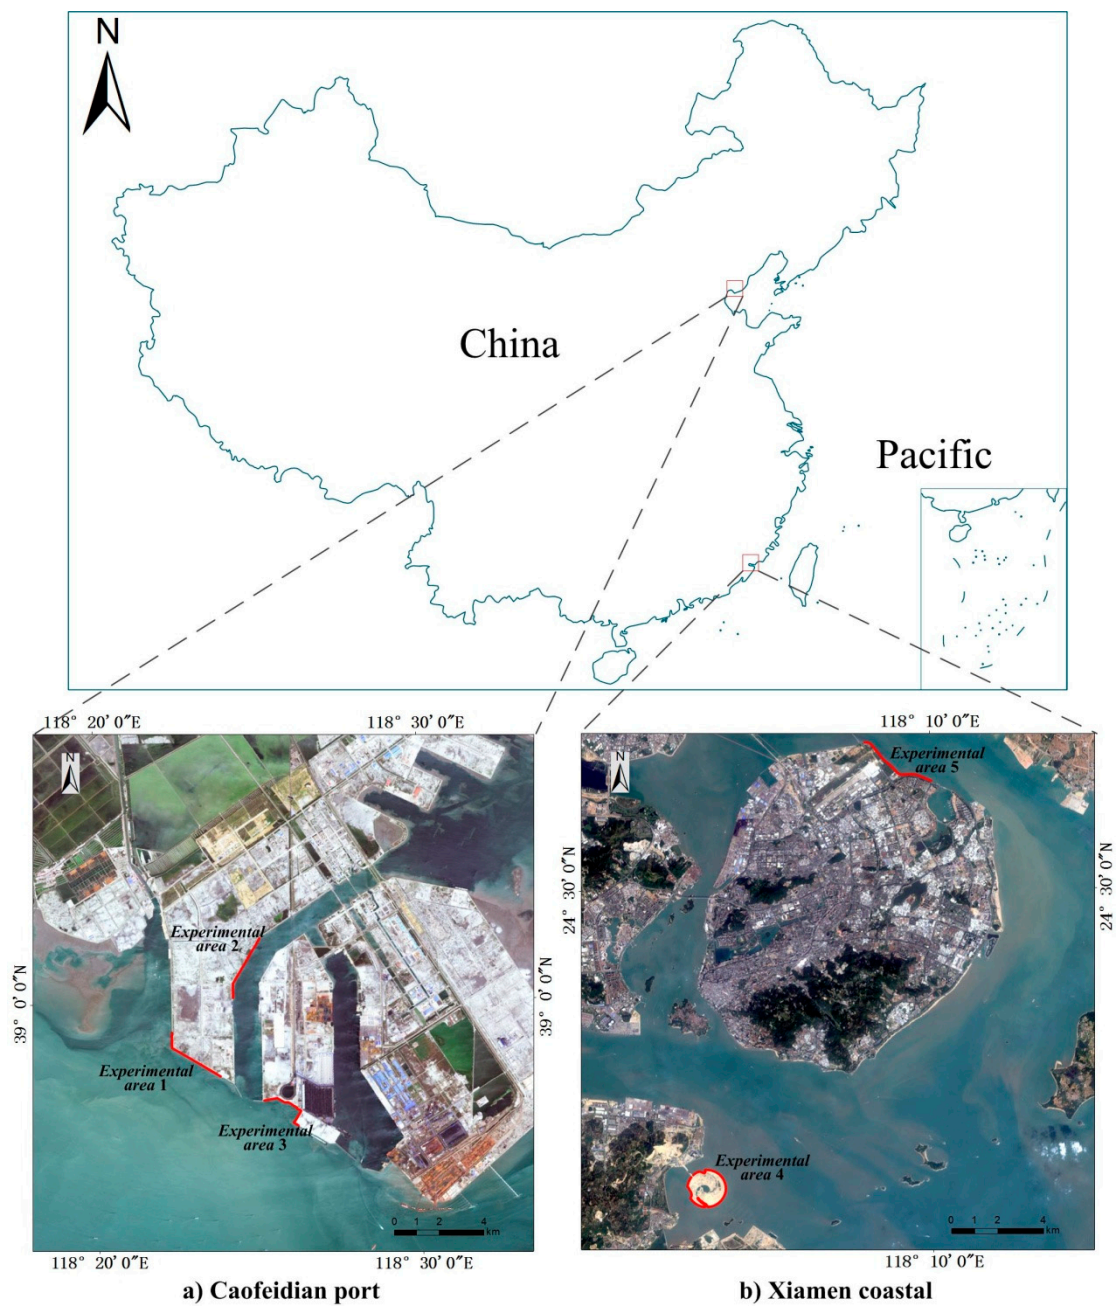 N
China
Pacific
118° 20′ 0″E
118° 30′ 0″E
118° 10′ 0″E
N
N
Experimental
area 5
24° 30′ 0″N
24° 30′ 0″N
Experimental
area 2
39° 0′ 0″N
39° 0′ 0″N
Experimental
area 1
Experimental
area 3
Experimental
area 4
0 1 2 4
km
0 1 2 4
km
118° 20′ 0″E
118° 30′ 0″E
118° 10′ 0″E
a) Caofeidian port
b) Xiamen coastal